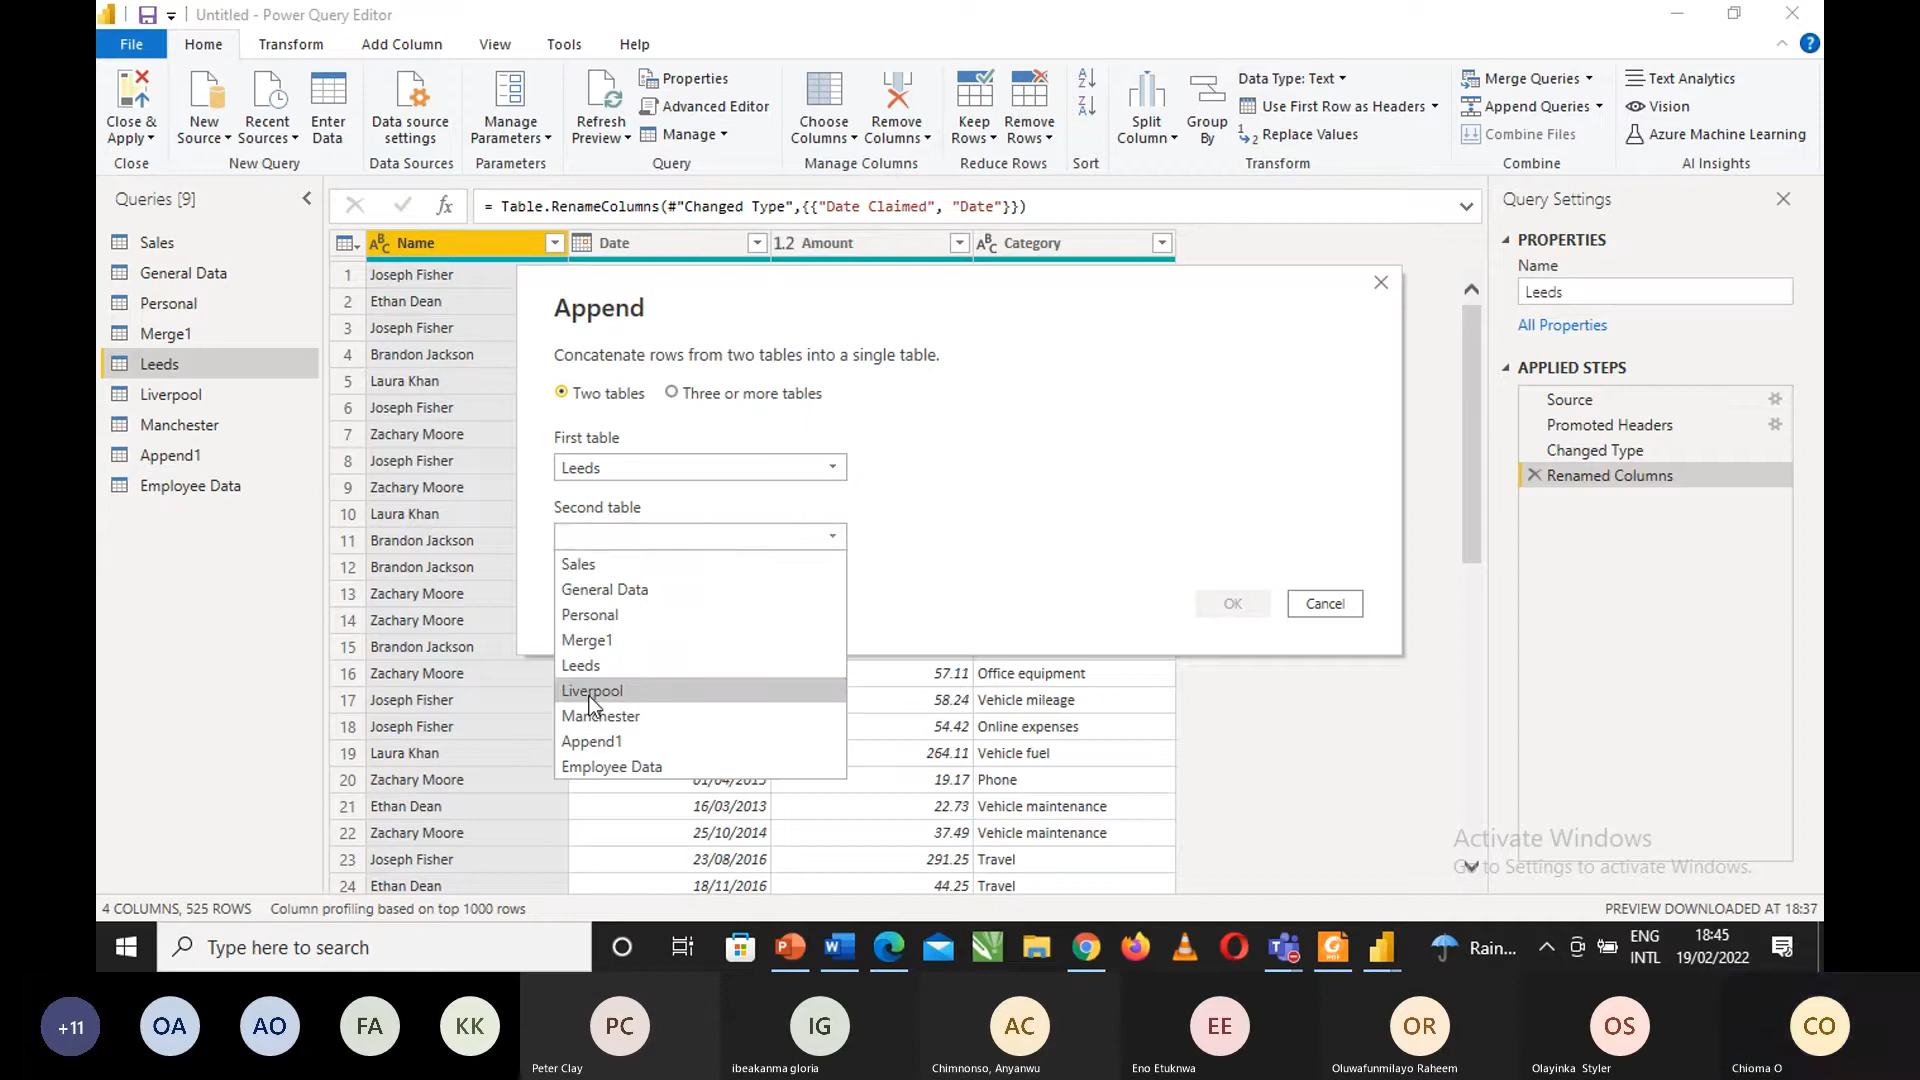 Untitled - Power Query Editor
File Home Transform Add Column View Tools Help
Close & Apply
New Source
Recent Sources
Enter Data
Data source settings
Manage Parameters
Refresh Preview
Properties
Advanced Editor
Manage
Choose Columns
Remove Columns
Keep Rows
Remove Rows
Split Column
Group By
Data Type: Text
Use First Row as Headers
Replace Values
Merge Queries
Append Queries
Combine Files
Text Analytics
Vision
Azure Machine Learning
Close New Query Data Sources Parameters Query Manage Columns Reduce Rows Sort Transform Combine AI Insights
Queries [9]
Sales
General Data
Personal
Merge1
Leeds
Liverpool
Manchester
Append1
Employee Data
fx = Table.RenameColumns(#"Changed Type",{{"Date Claimed", "Date"}})
ABC Name Date 1.2 Amount ABC Category
1 Joseph Fisher
2 Ethan Dean
3 Joseph Fisher
4 Brandon Jackson
5 Laura Khan
6 Joseph Fisher
7 Zachary Moore
8 Joseph Fisher
9 Zachary Moore
10 Laura Khan
11 Brandon Jackson
12 Brandon Jackson
13 Zachary Moore
14 Zachary Moore
15 Brandon Jackson
16 Zachary Moore 57.11 Office equipment
17 Joseph Fisher 58.24 Vehicle mileage
18 Joseph Fisher 54.42 Online expenses
19 Laura Khan 264.11 Vehicle fuel
20 Zachary Moore 19.17 Phone
21 Ethan Dean 16/03/2013 22.73 Vehicle maintenance
22 Zachary Moore 25/10/2014 37.49 Vehicle maintenance
23 Joseph Fisher 23/08/2016 291.25 Travel
24 Ethan Dean 18/11/2016 44.25 Travel
Append
Concatenate rows from two tables into a single table.
Two tables Three or more tables
First table
Leeds
Second table
Sales
General Data
Personal
Merge1
Leeds
Liverpool
Manchester
Append1
Employee Data
OK Cancel
Query Settings
PROPERTIES
Name
Leeds
All Properties
APPLIED STEPS
Source
Promoted Headers
Changed Type
Renamed Columns
Activate Windows
Go to Settings to activate Windows.
4 COLUMNS, 525 ROWS Column profiling based on top 1000 rows PREVIEW DOWNLOADED AT 18:37
Type here to search
Rain...
ENG
INTL
18:45
19/02/2022
+11 OA AO FA KK PC IG AC EE OR OS CO
Peter Clay ibeakanma gloria Chimnonso, Anyanwu Eno Etuknwa Oluwafunmilayo Raheem Olayinka Styler Chioma O